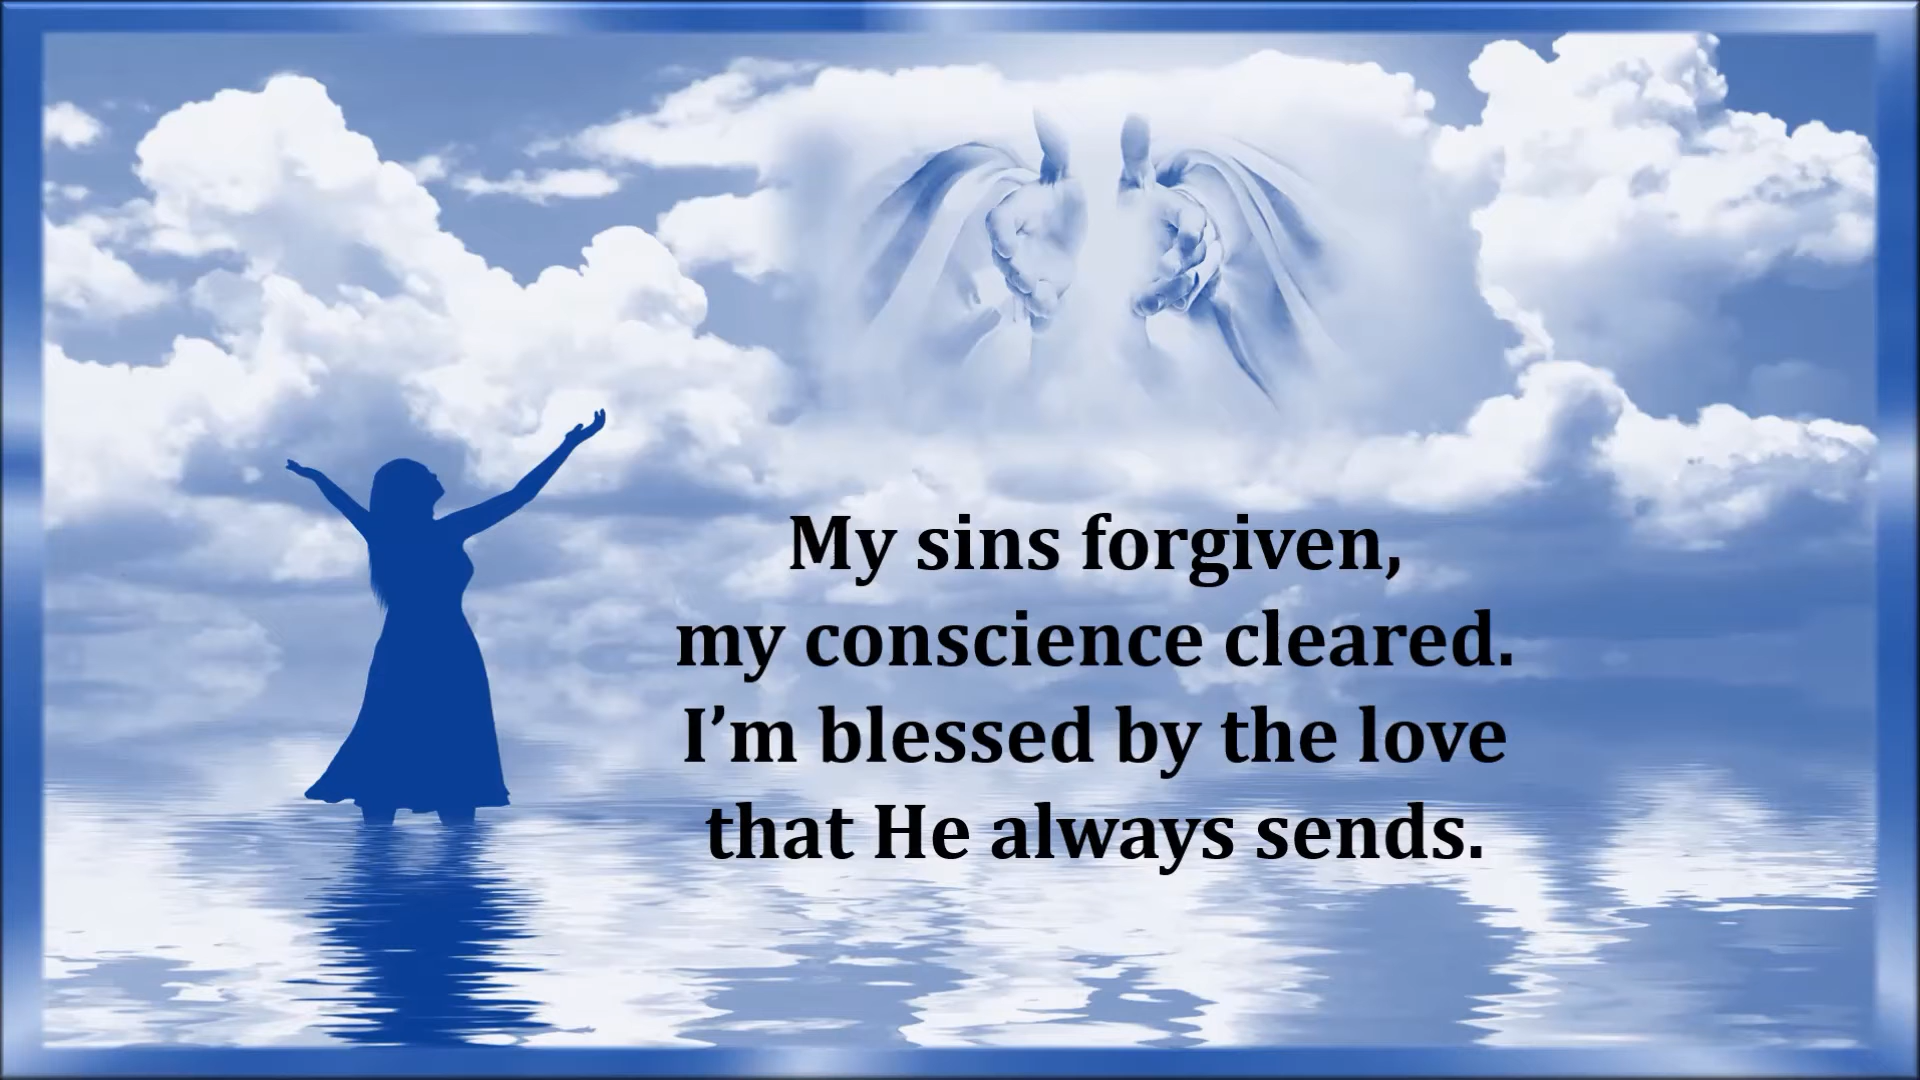 My sins forgiven,
my conscience cleared.
I’m blessed by the love
that He always sends.